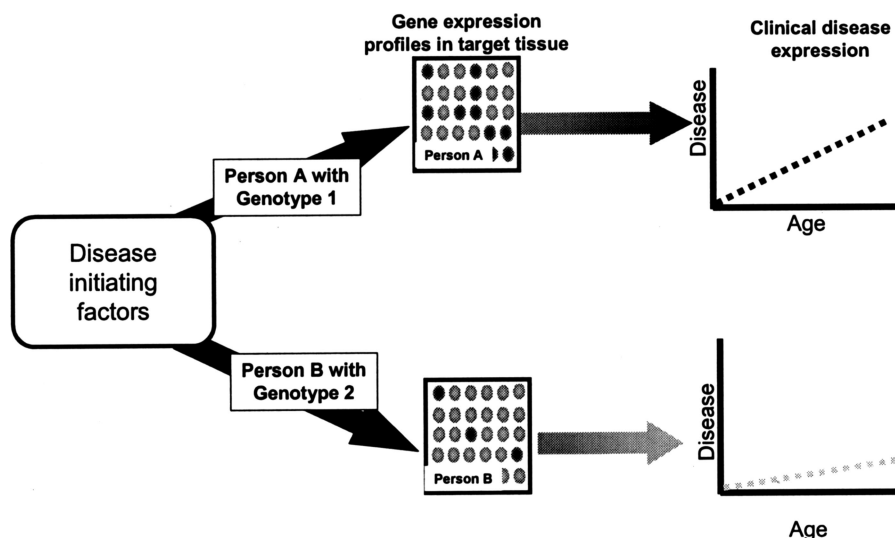 Gene expression
profiles in target tissue
Clinical disease
expression
Person A
Disease
Age
Person A with
Genotype 1
Disease
initiating
factors
Person B with
Genotype 2
Person B
Disease
Age